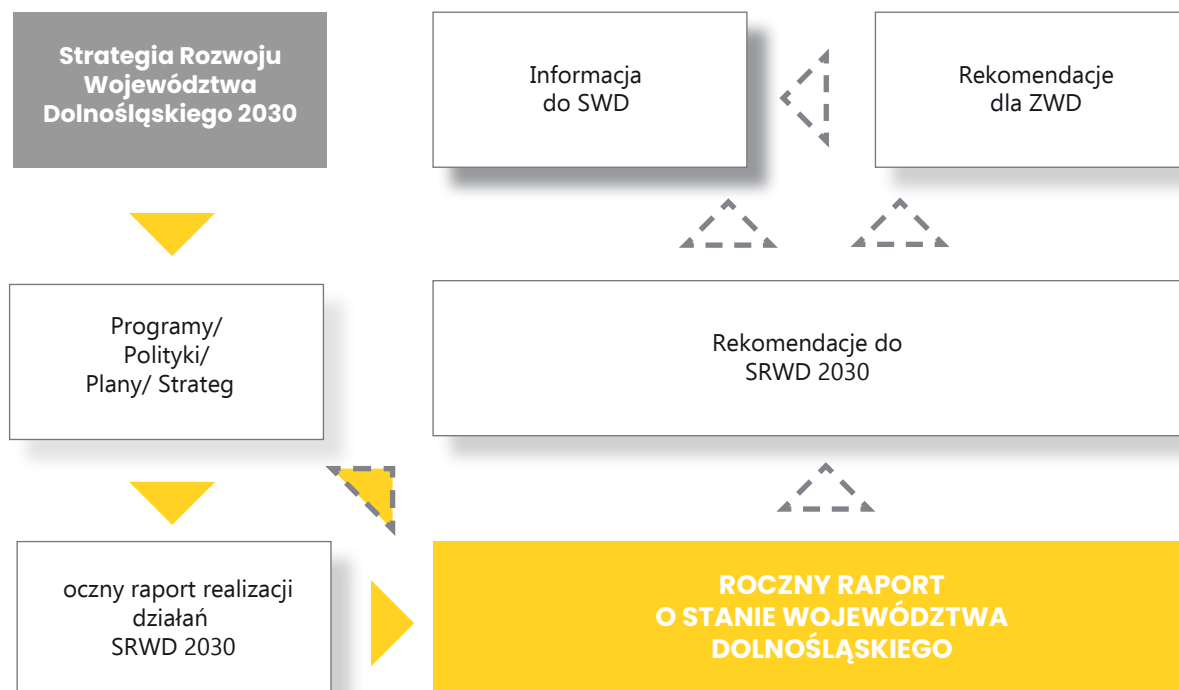 Strategia Rozwoju
Województwa
Dolnośląskiego 2030
Informacja
do SWD
Rekomendacje
dla ZWD
Programy/
Polityki/
Plany/ Strateg
Rekomendacje do
SRWD 2030
oczny raport realizacji
działań
SRWD 2030
ROCZNY RAPORT
O STANIE WOJEWÓDZTWA
DOLNOŚLĄSKIEGO